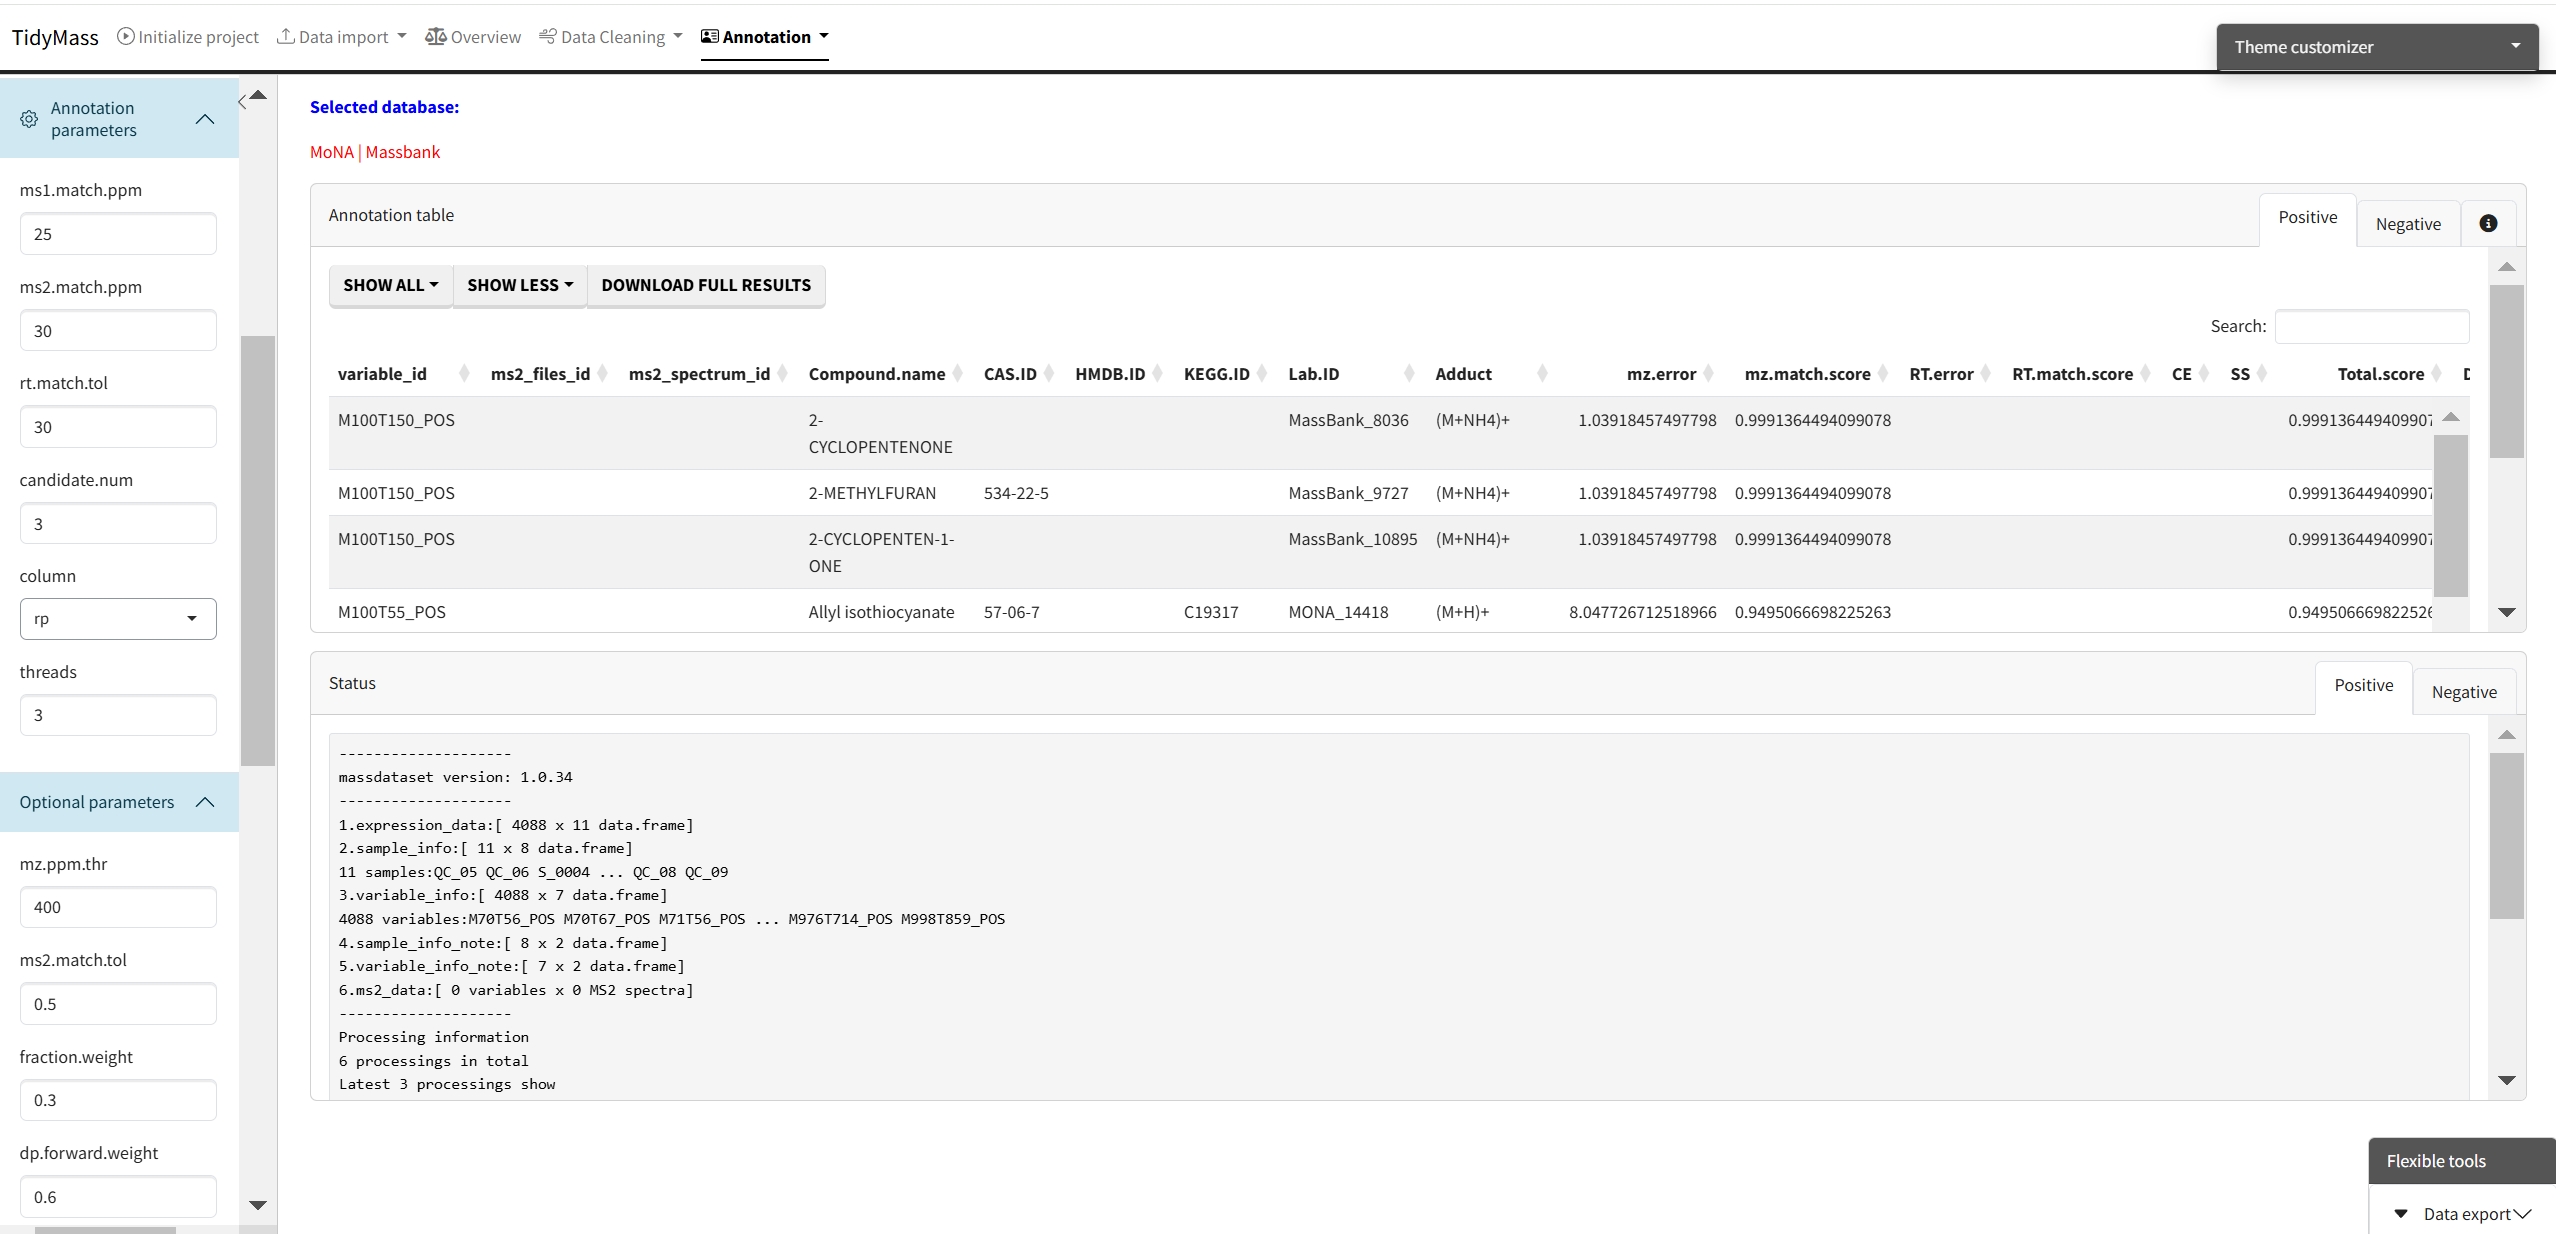 TidyMass Initialize project Data import Overview Data Cleaning Annotation
Theme customizer
Annotation parameters
ms1.match.ppm
25
ms2.match.ppm
30
rt.match.tol
30
candidate.num
3
column
rp
threads
3
Optional parameters
mz.ppm.thr
400
ms2.match.tol
0.5
fraction.weight
0.3
dp.forward.weight
0.6
Selected database:
MoNA | Massbank
Annotation table
Positive Negative
SHOW ALL SHOW LESS DOWNLOAD FULL RESULTS
Search:
variable_id ms2_files_id ms2_spectrum_id Compound.name CAS.ID HMDB.ID KEGG.ID Lab.ID Adduct mz.error mz.match.score RT.error RT.match.score CE SS Total.score
M100T150_POS 2-CYCLOPENTENONE MassBank_8036 (M+NH4)+ 1.03918457497798 0.9991364494099078 0.999136449409907
M100T150_POS 2-METHYLFURAN 534-22-5 MassBank_9727 (M+NH4)+ 1.03918457497798 0.9991364494099078 0.999136449409907
M100T150_POS 2-CYCLOPENTEN-1-ONE MassBank_10895 (M+NH4)+ 1.03918457497798 0.9991364494099078 0.999136449409907
M100T55_POS Allyl isothiocyanate 57-06-7 C19317 MONA_14418 (M+H)+ 8.047726712518966 0.9495066698225263 0.949506669822526
Status
Positive Negative
--------------------
massdataset version: 1.0.34
--------------------
1.expression_data:[ 4088 x 11 data.frame]
2.sample_info:[ 11 x 8 data.frame]
11 samples:QC_05 QC_06 S_0004 ... QC_08 QC_09
3.variable_info:[ 4088 x 7 data.frame]
4088 variables:M70T56_POS M70T67_POS M71T56_POS ... M976T714_POS M998T859_POS
4.sample_info_note:[ 8 x 2 data.frame]
5.variable_info_note:[ 7 x 2 data.frame]
6.ms2_data:[ 0 variables x 0 MS2 spectra]
--------------------
Processing information
6 processings in total
Latest 3 processings show
Flexible tools
Data export